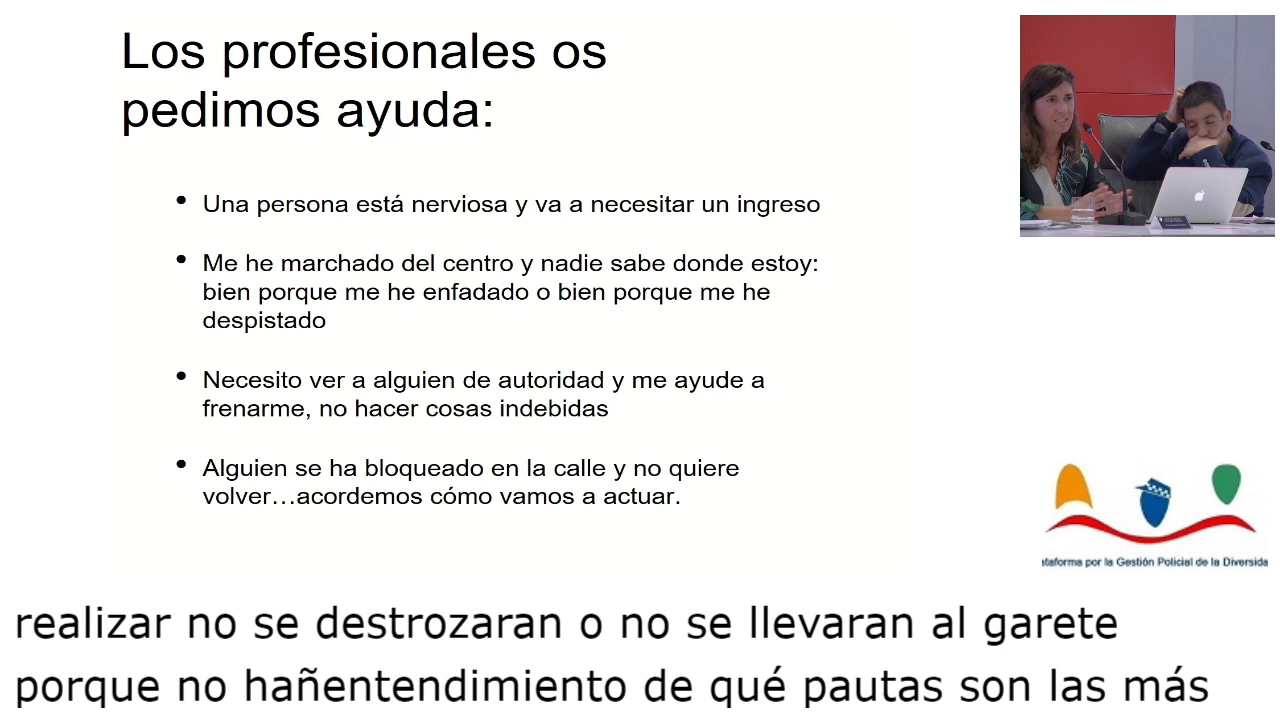 Los profesionales os
pedimos ayuda:
• Una persona está nerviosa y va a necesitar un ingreso
• Me he marchado del centro y nadie sabe donde estoy:
bien porque me he enfadado o bien porque me he
despistado
• Necesito ver a alguien de autoridad y me ayude a
frenarme, no hacer cosas indebidas
• Alguien se ha bloqueado en la calle y no quiere
volver…acordemos cómo vamos a actuar.
ataforma por la Gestión Policial de la Diversida
realizar no se destrozaran o no se llevaran al garete
porque no hañentendimiento de qué pautas son las más